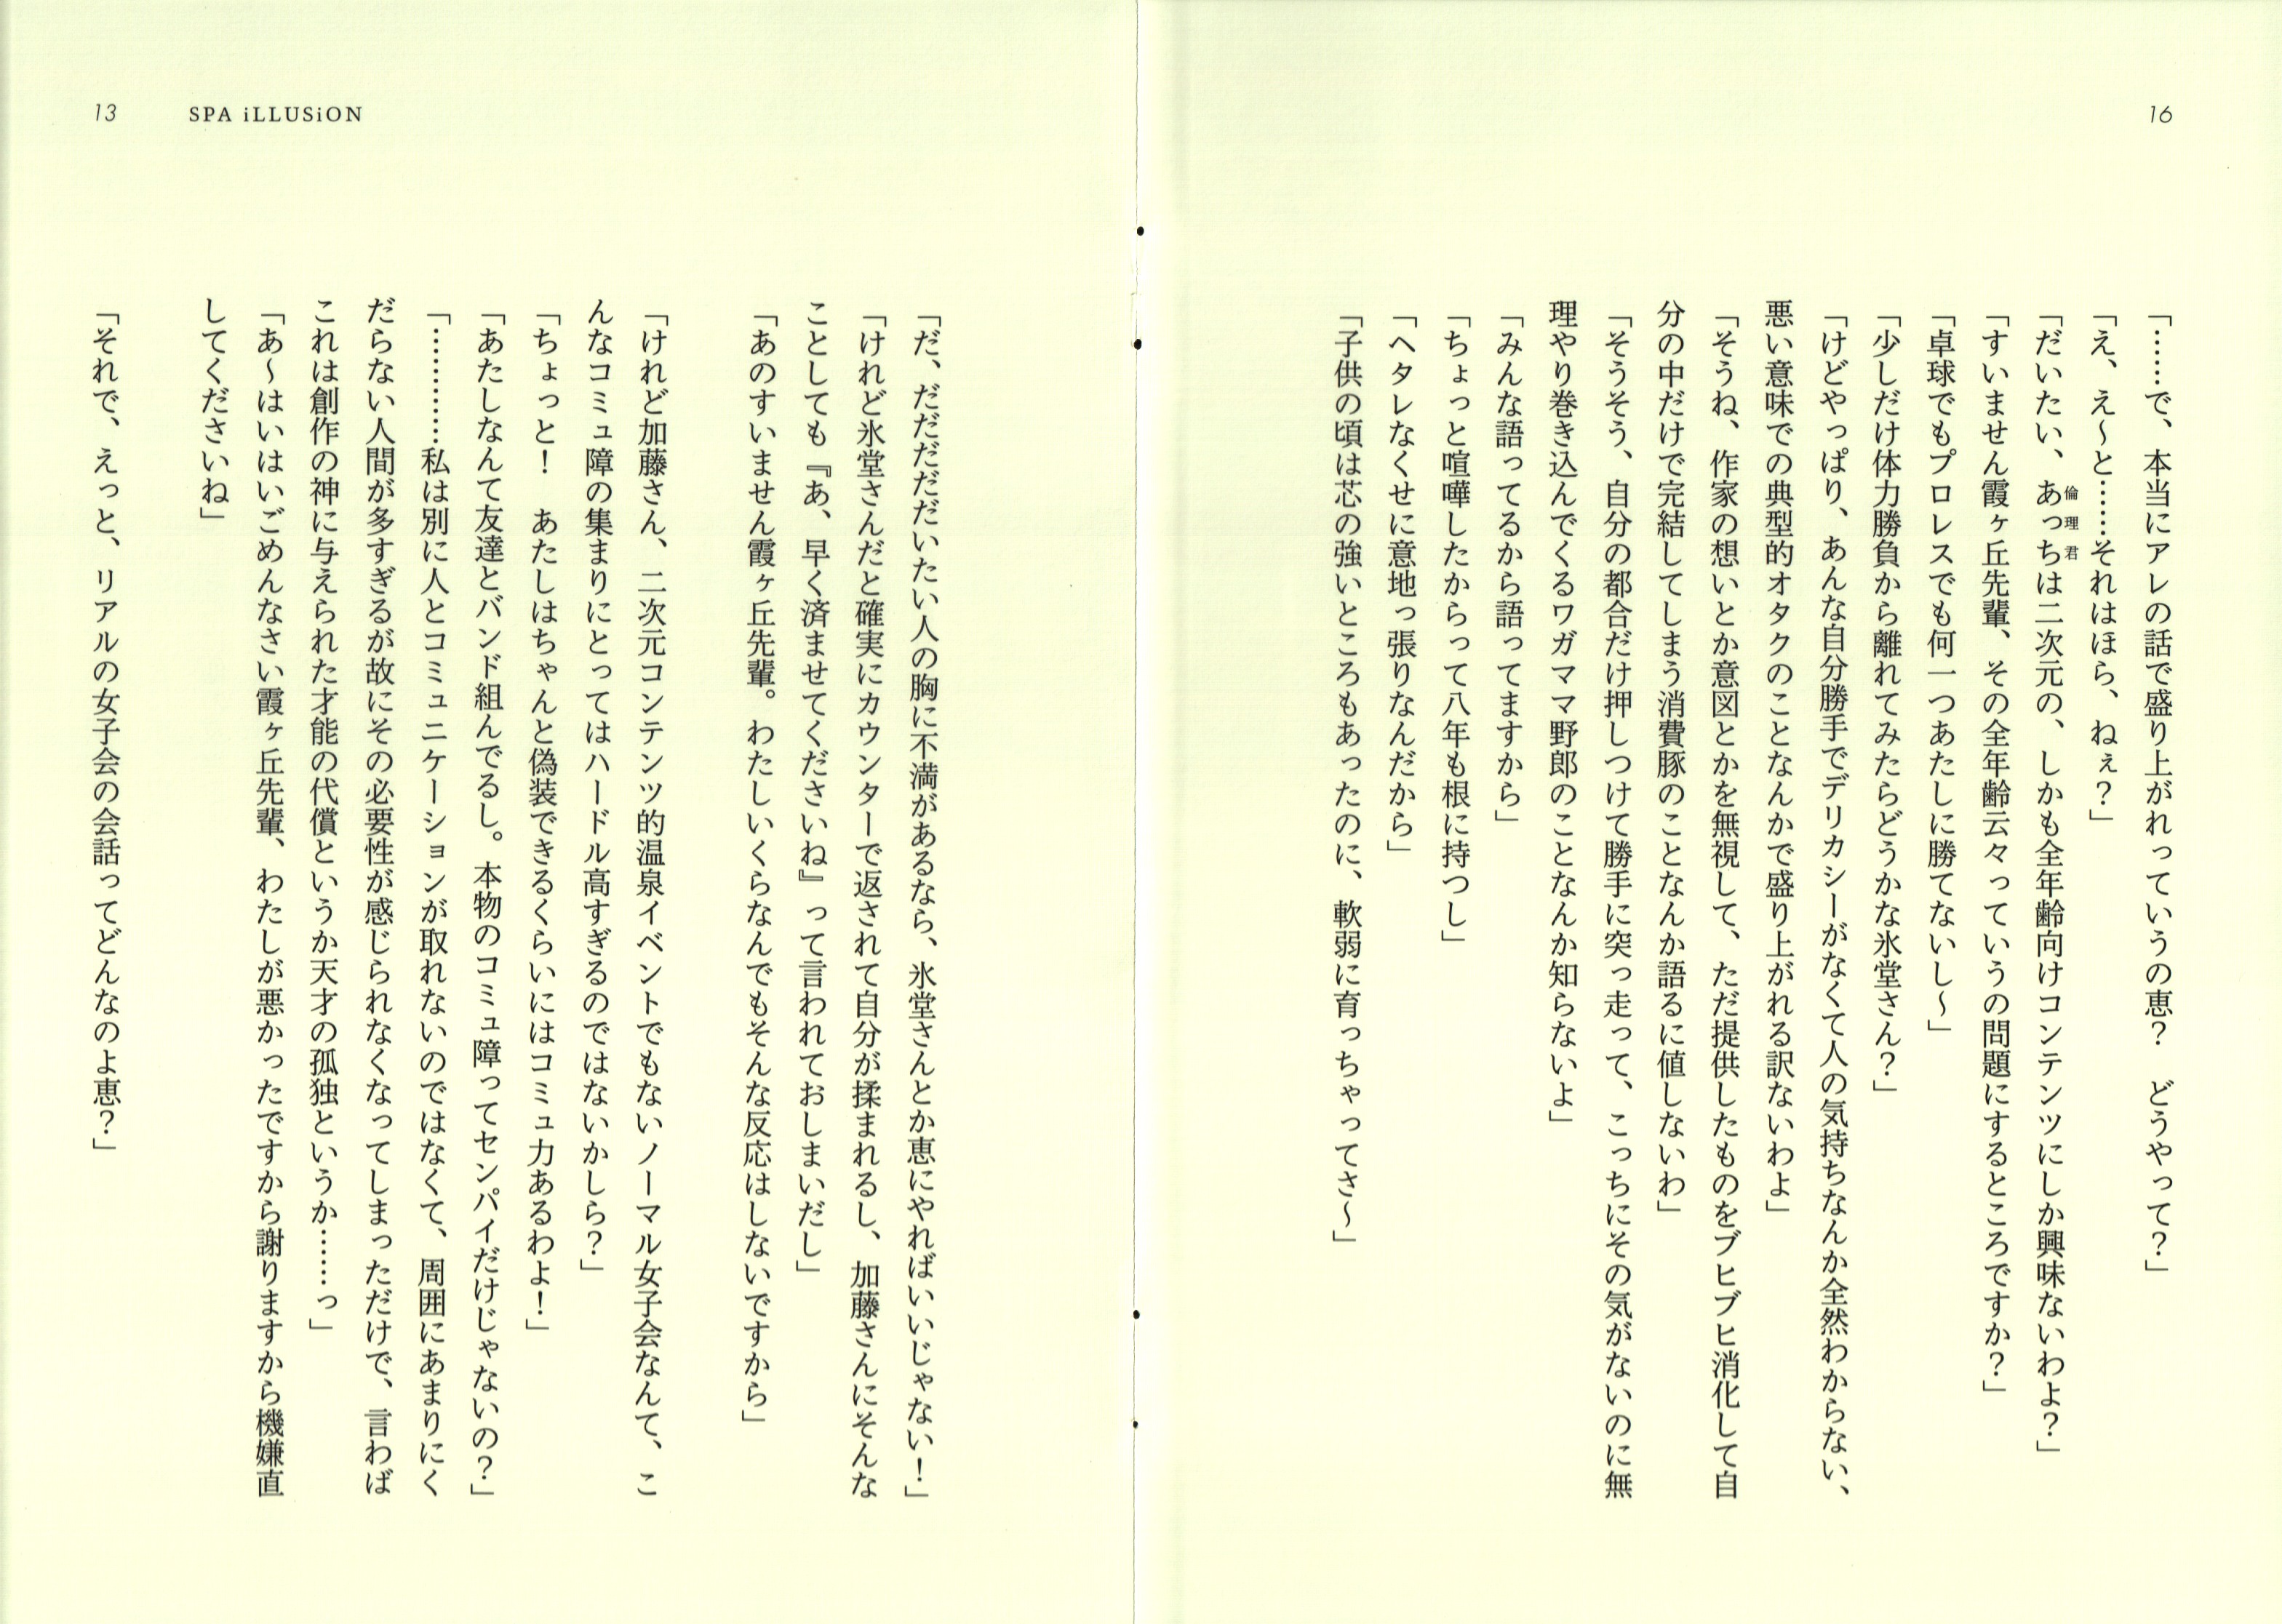 16
「……で、本当にアレの話で盛り上がれっていうの恵?　どうやって?」
「え、え～と……それはほら、ねぇ?」
「だいたい、あっちは二次元の、しかも全年齢向けコンテンツにしか興味ないわよ?」
倫理君
「すいません霞ヶ丘先輩、その全年齢云々っていうの問題にするところですか?」
「卓球でもプロレスでも何一つあたしに勝てないし～」
「少しだけ体力勝負から離れてみたらどうかな氷堂さん?」
「けどやっぱり、あんな自分勝手でデリカシーがなくて人の気持ちなんか全然わからない、
悪い意味での典型的オタクのことなんかで盛り上がれる訳ないわよ」
「そうね、作家の想いとか意図とかを無視して、ただ提供したものをブヒブヒ消化して自
分の中だけで完結してしまう消費豚のことなんか語るに値しないわ」
「そうそう、自分の都合だけ押しつけて勝手に突っ走って、こっちにその気がないのに無
理やり巻き込んでくるワガママ野郎のことなんか知らないよ」
「みんな語ってるから語ってますから」
「ちょっと喧嘩したからって八年も根に持つし」
「ヘタレなくせに意地っ張りなんだから」
「子供の頃は芯の強いところもあったのに、軟弱に育っちゃってさ～」
13
SPA iLLUSiON
「だ、だだだだだいたい人の胸に不満があるなら、氷堂さんとか恵にやればいいじゃない!」
「けれど氷堂さんだと確実にカウンターで返されて自分が揉まれるし、加藤さんにそんな
ことしても『あ、早く済ませてくださいね』って言われておしまいだし」
「あのすいません霞ヶ丘先輩。わたしいくらなんでもそんな反応はしないですから」
「けれど加藤さん、二次元コンテンツ的温泉イベントでもないノーマル女子会なんて、こ
んなコミュ障の集まりにとってはハードル高すぎるのではないかしら?」
「ちょっと!　あたしはちゃんと偽装できるくらいにはコミュ力あるわよ!」
「あたしなんて友達とバンド組んでるし。本物のコミュ障ってセンパイだけじゃないの?」
「…………私は別に人とコミュニケーションが取れないのではなくて、周囲にあまりにく
だらない人間が多すぎるが故にその必要性が感じられなくなってしまっただけで、言わば
これは創作の神に与えられた才能の代償というか天才の孤独というか……っ」
「あ～はいはいごめんなさい霞ヶ丘先輩、わたしが悪かったですから謝りますから機嫌直
してくださいね」
「それで、えっと、リアルの女子会の会話ってどんなのよ恵?」